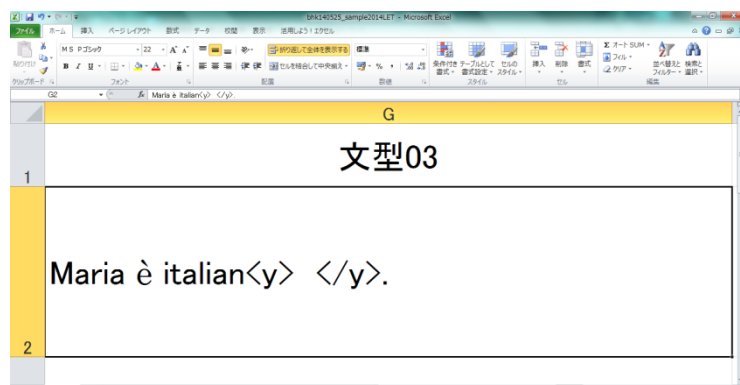 bhk140525_sample2014LET - Microsoft Excel
ファイル ホーム 挿入 ページ レイアウト 数式 データ 校閲 表示 活用しよう！エクセル
MS Pゴシック 22 A A 折り返して全体を表示する 標準
B I U A セルを結合して中央揃え % ,
貼り付け 条件付き書式 テーブルとして書式設定 セルのスタイル 挿入 削除 書式
Σ オート SUM フィル クリア 並べ替えと フィルター 検索と選択
クリップボード フォント 配置 数値 スタイル セル 編集
G2 fx Maria è italian<y> </y>.
G
1 文型03
2 Maria è italian<y> </y>.